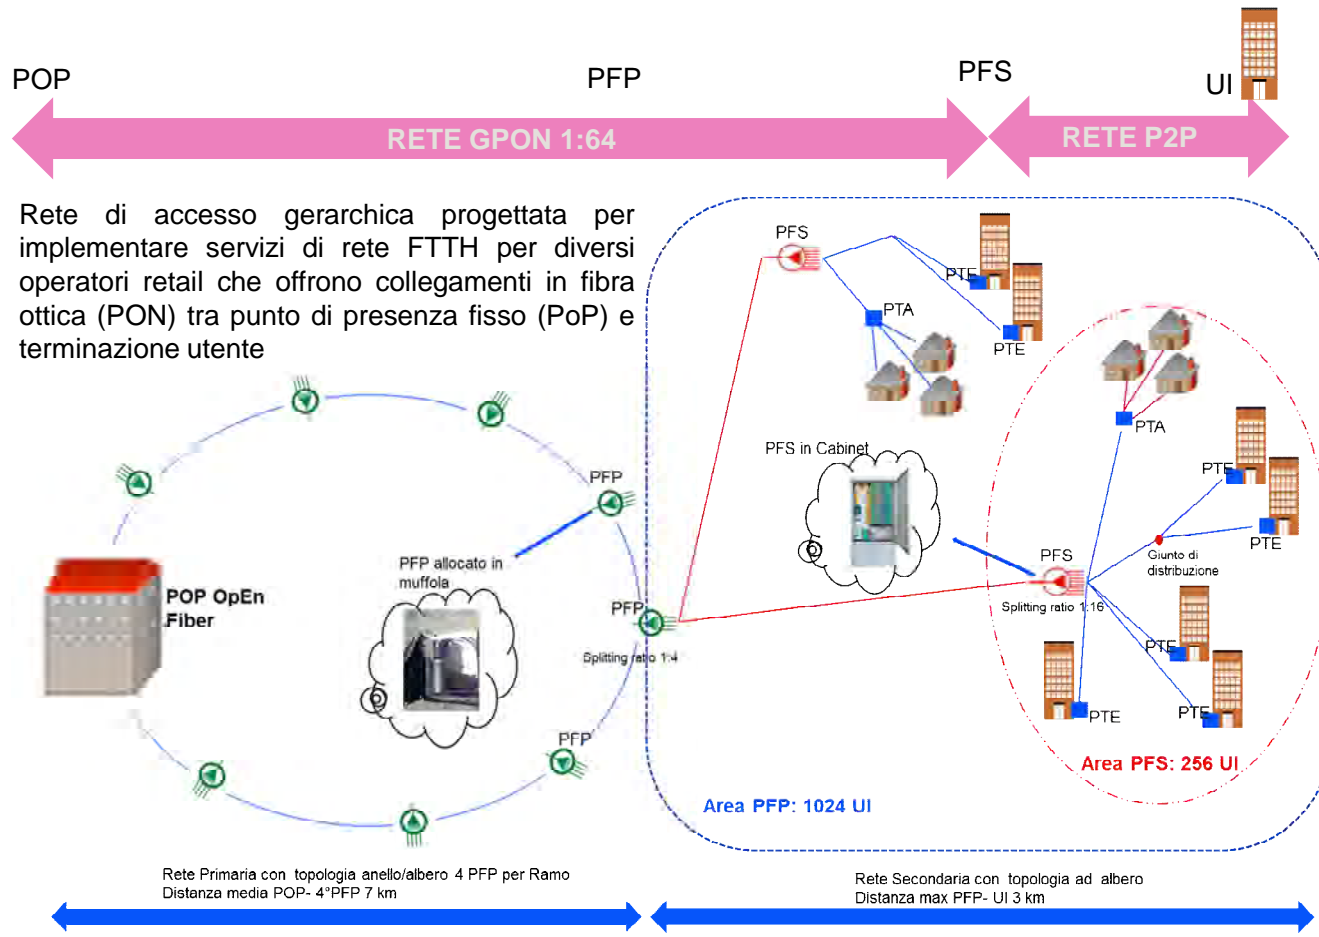 POP
PFP
PFS
UI
RETE GPON 1:64
RETE P2P
Rete di accesso gerarchica progettata per
implementare servizi di rete FTTH per diversi
operatori retail che offrono collegamenti in fibra
ottica (PON) tra punto di presenza fisso (PoP) e
terminazione utente
PFS
PTE
PTA
PTE
PTA
PFS in Cabinet
PFP
PTE
PTE
PFP allocato in
muffola
PFS
Giunto di
distribuzione
POP OpEn
Fiber
PFP
Splitting ratio 1:16
Splitting ratio 1:4
PTE
PTE
PTE
PFP
Area PFS: 256 UI
Area PFP: 1024 UI
Rete Primaria con topologia anello/albero 4 PFP per Ramo
Distanza media POP- 4°PFP 7 km
Rete Secondaria con topologia ad albero
Distanza max PFP- UI 3 km